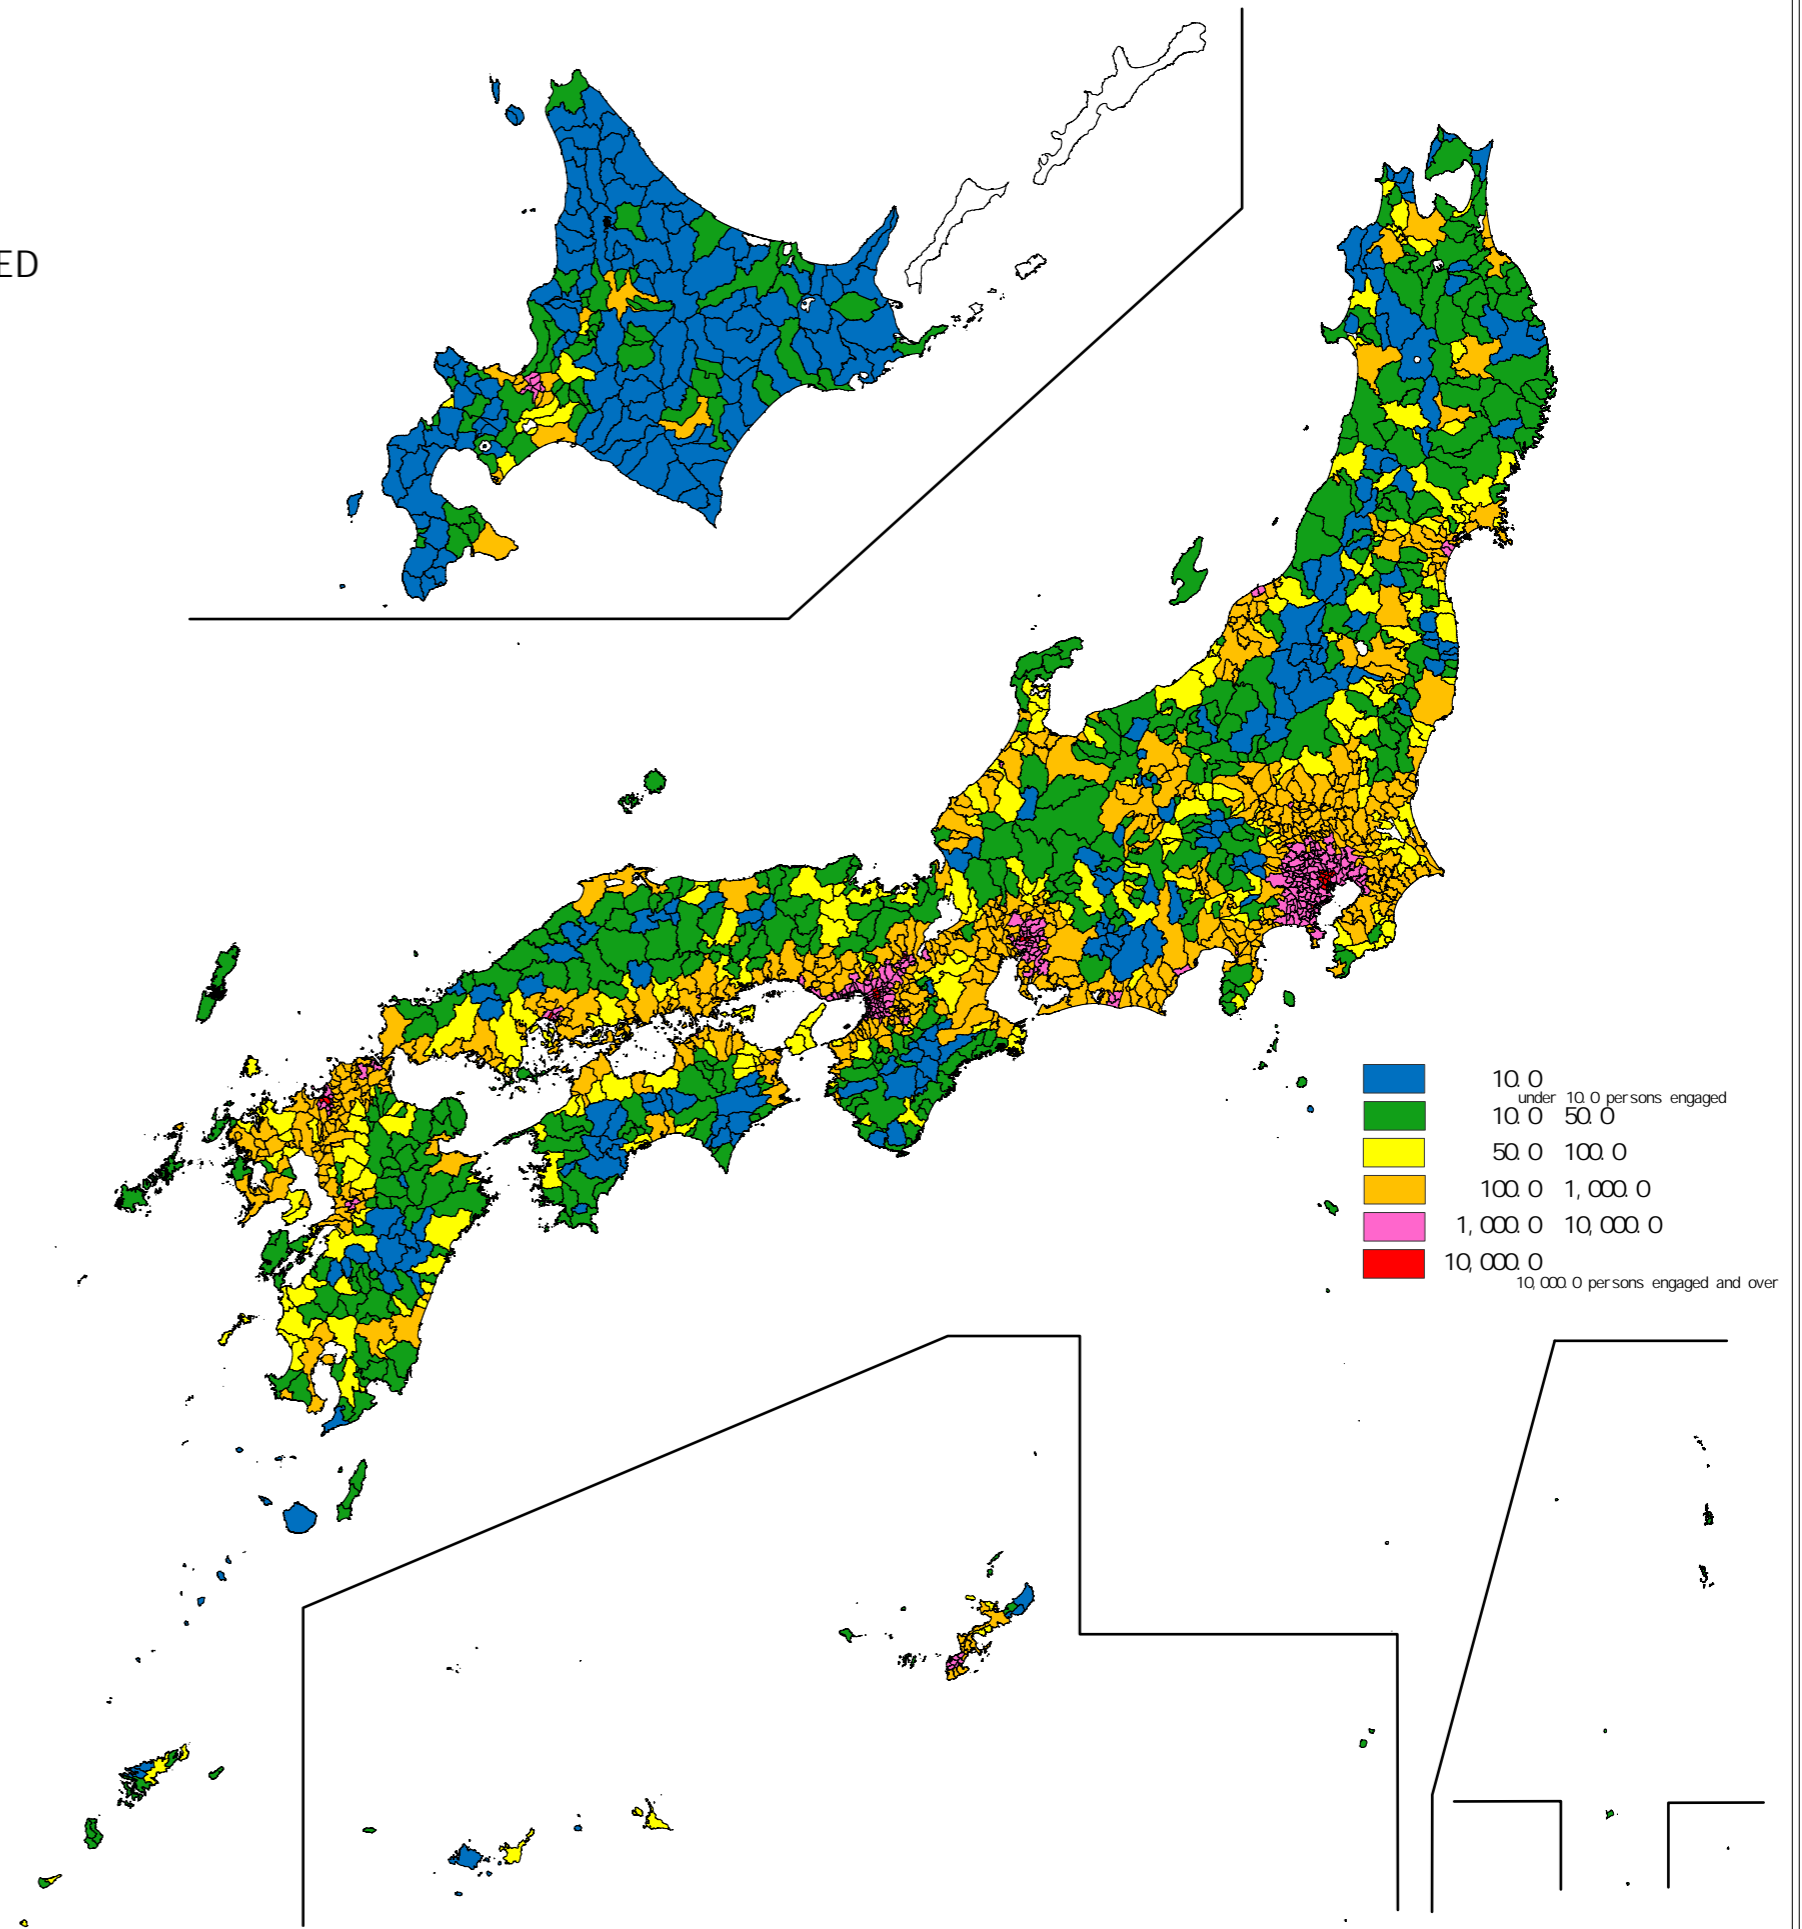 ED
10. 0
under 10. 0 persons engaged
10. 0 50. 0
50. 0 100. 0
100. 0 1, 000. 0
1, 000. 0 10, 000. 0
10, 000. 0
10, 000. 0 persons engaged and over